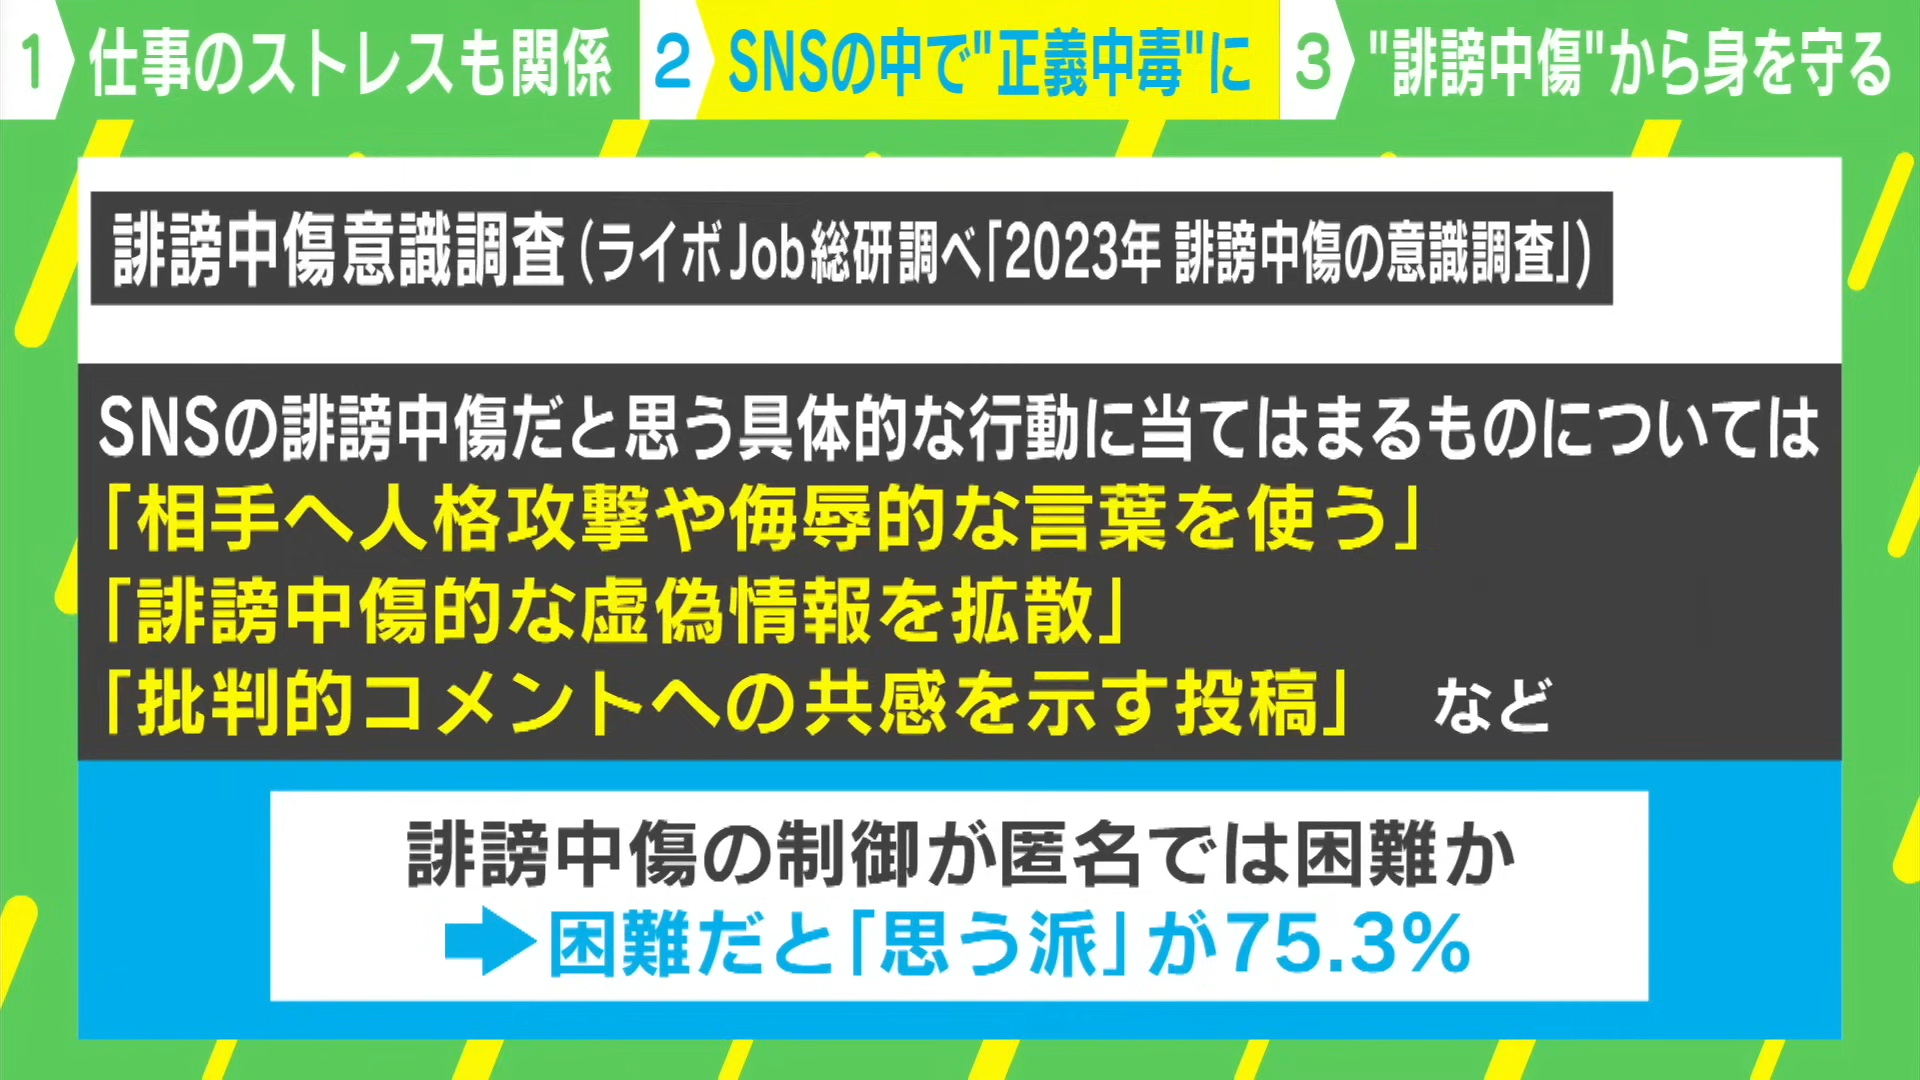 1 仕事のストレスも関係
2 SNSの中で"正義中毒"に
3 "誹謗中傷"から身を守る
誹謗中傷意識調査(ライボJob総研調べ「2023年 誹謗中傷の意識調査」)
SNSの誹謗中傷だと思う具体的な行動に当てはまるものについては
「相手へ人格攻撃や侮辱的な言葉を使う」
「誹謗中傷的な虚偽情報を拡散」
「批判的コメントへの共感を示す投稿」 など
誹謗中傷の制御が匿名では困難か
➡困難だと「思う派」が75.3%